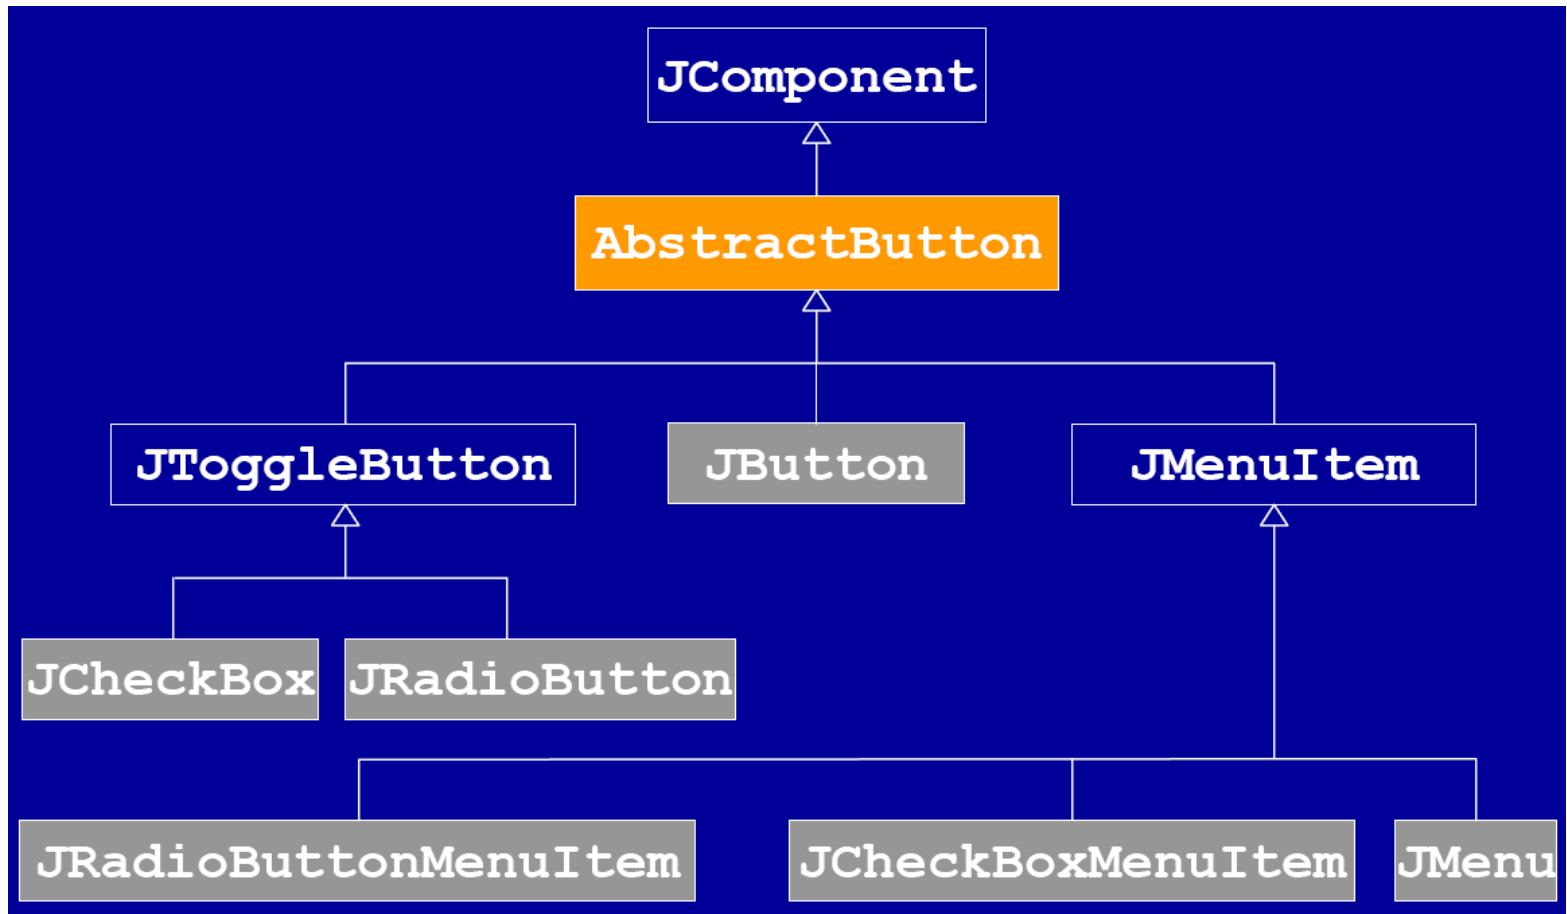 JComponent
AbstractButton
JToggleButton
JButton
JMenuItem
JCheckBox
JRadioButton
JRadioButtonMenuItem
JCheckBoxMenuItem
JMenu